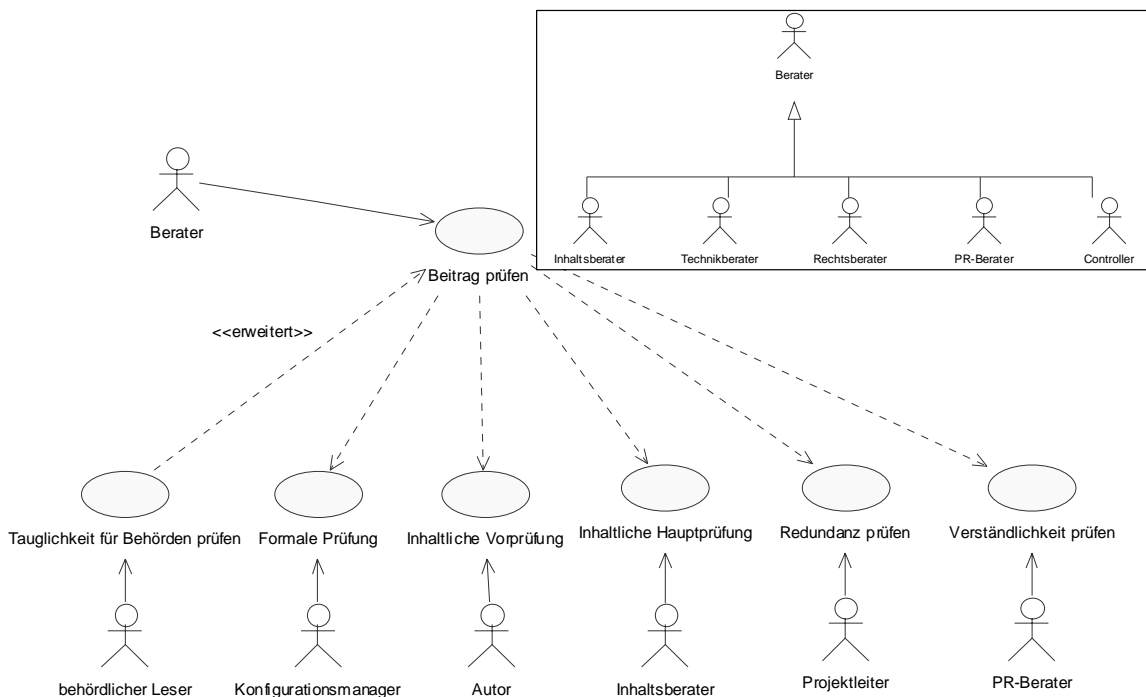 Berater
Inhaltsberater
Technikberater
Rechtsberater
PR-Berater
Controller
Berater
Beitrag prüfen
<<erweitert>>
Tauglichkeit für Behörden prüfen
Formale Prüfung
Inhaltliche Vorprüfung
Inhaltliche Hauptprüfung
Redundanz prüfen
Verständlichkeit prüfen
behördlicher Leser
Konfigurationsmanager
Autor
Inhaltsberater
Projektleiter
PR-Berater